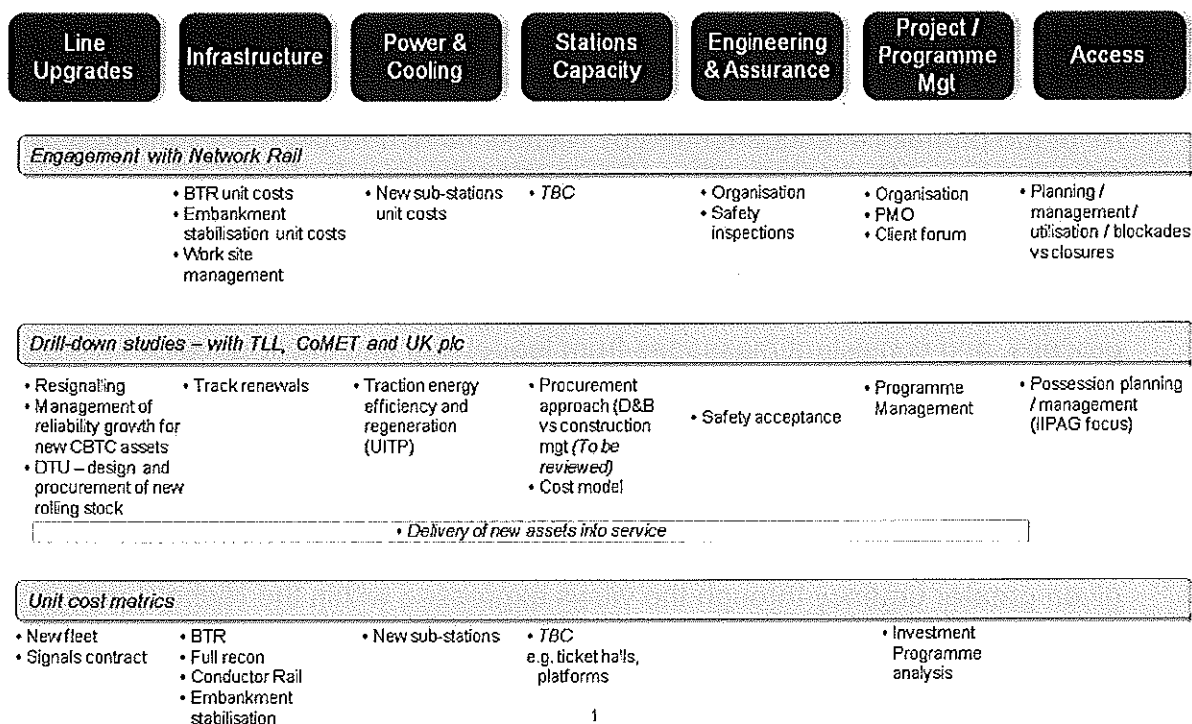 Line
Upgrades
Infrastructure
Power &
Cooling
Stations
Capacity
Engineering
& Assurance
Project /
Programme
Mgt
Access
Engagement with Network Rail
• BTR unit costs
• Embankment
stabilisation unit costs
• Work site
management
• New sub-stations
unit costs
• TBC
• Organisation
• Safety
inspections
• Organisation
• PMO
• Client forum
• Planning /
management /
utilisation / blockades
vs closures
Drill-down studies – with TLL, CoMET and UK plc
• Resignalling
• Management of
reliability growth for
new CBTC assets
• DTU – design and
procurement of new
rolling stock
• Track renewals
• Traction energy
efficiency and
regeneration
(UITP)
• Procurement
approach (D&B
vs construction
mgt (To be
reviewed)
• Cost model
• Safety acceptance
• Programme
Management
• Possession planning
/ management
(IIPAG focus)
• Delivery of new assets into service
Unit cost metrics
• New fleet
• Signals contract
• BTR
• Full recon
• Conductor Rail
• Embankment
stabilisation
• New sub-stations
• TBC
e.g. ticket halls,
platforms
• Investment
Programme
analysis
1